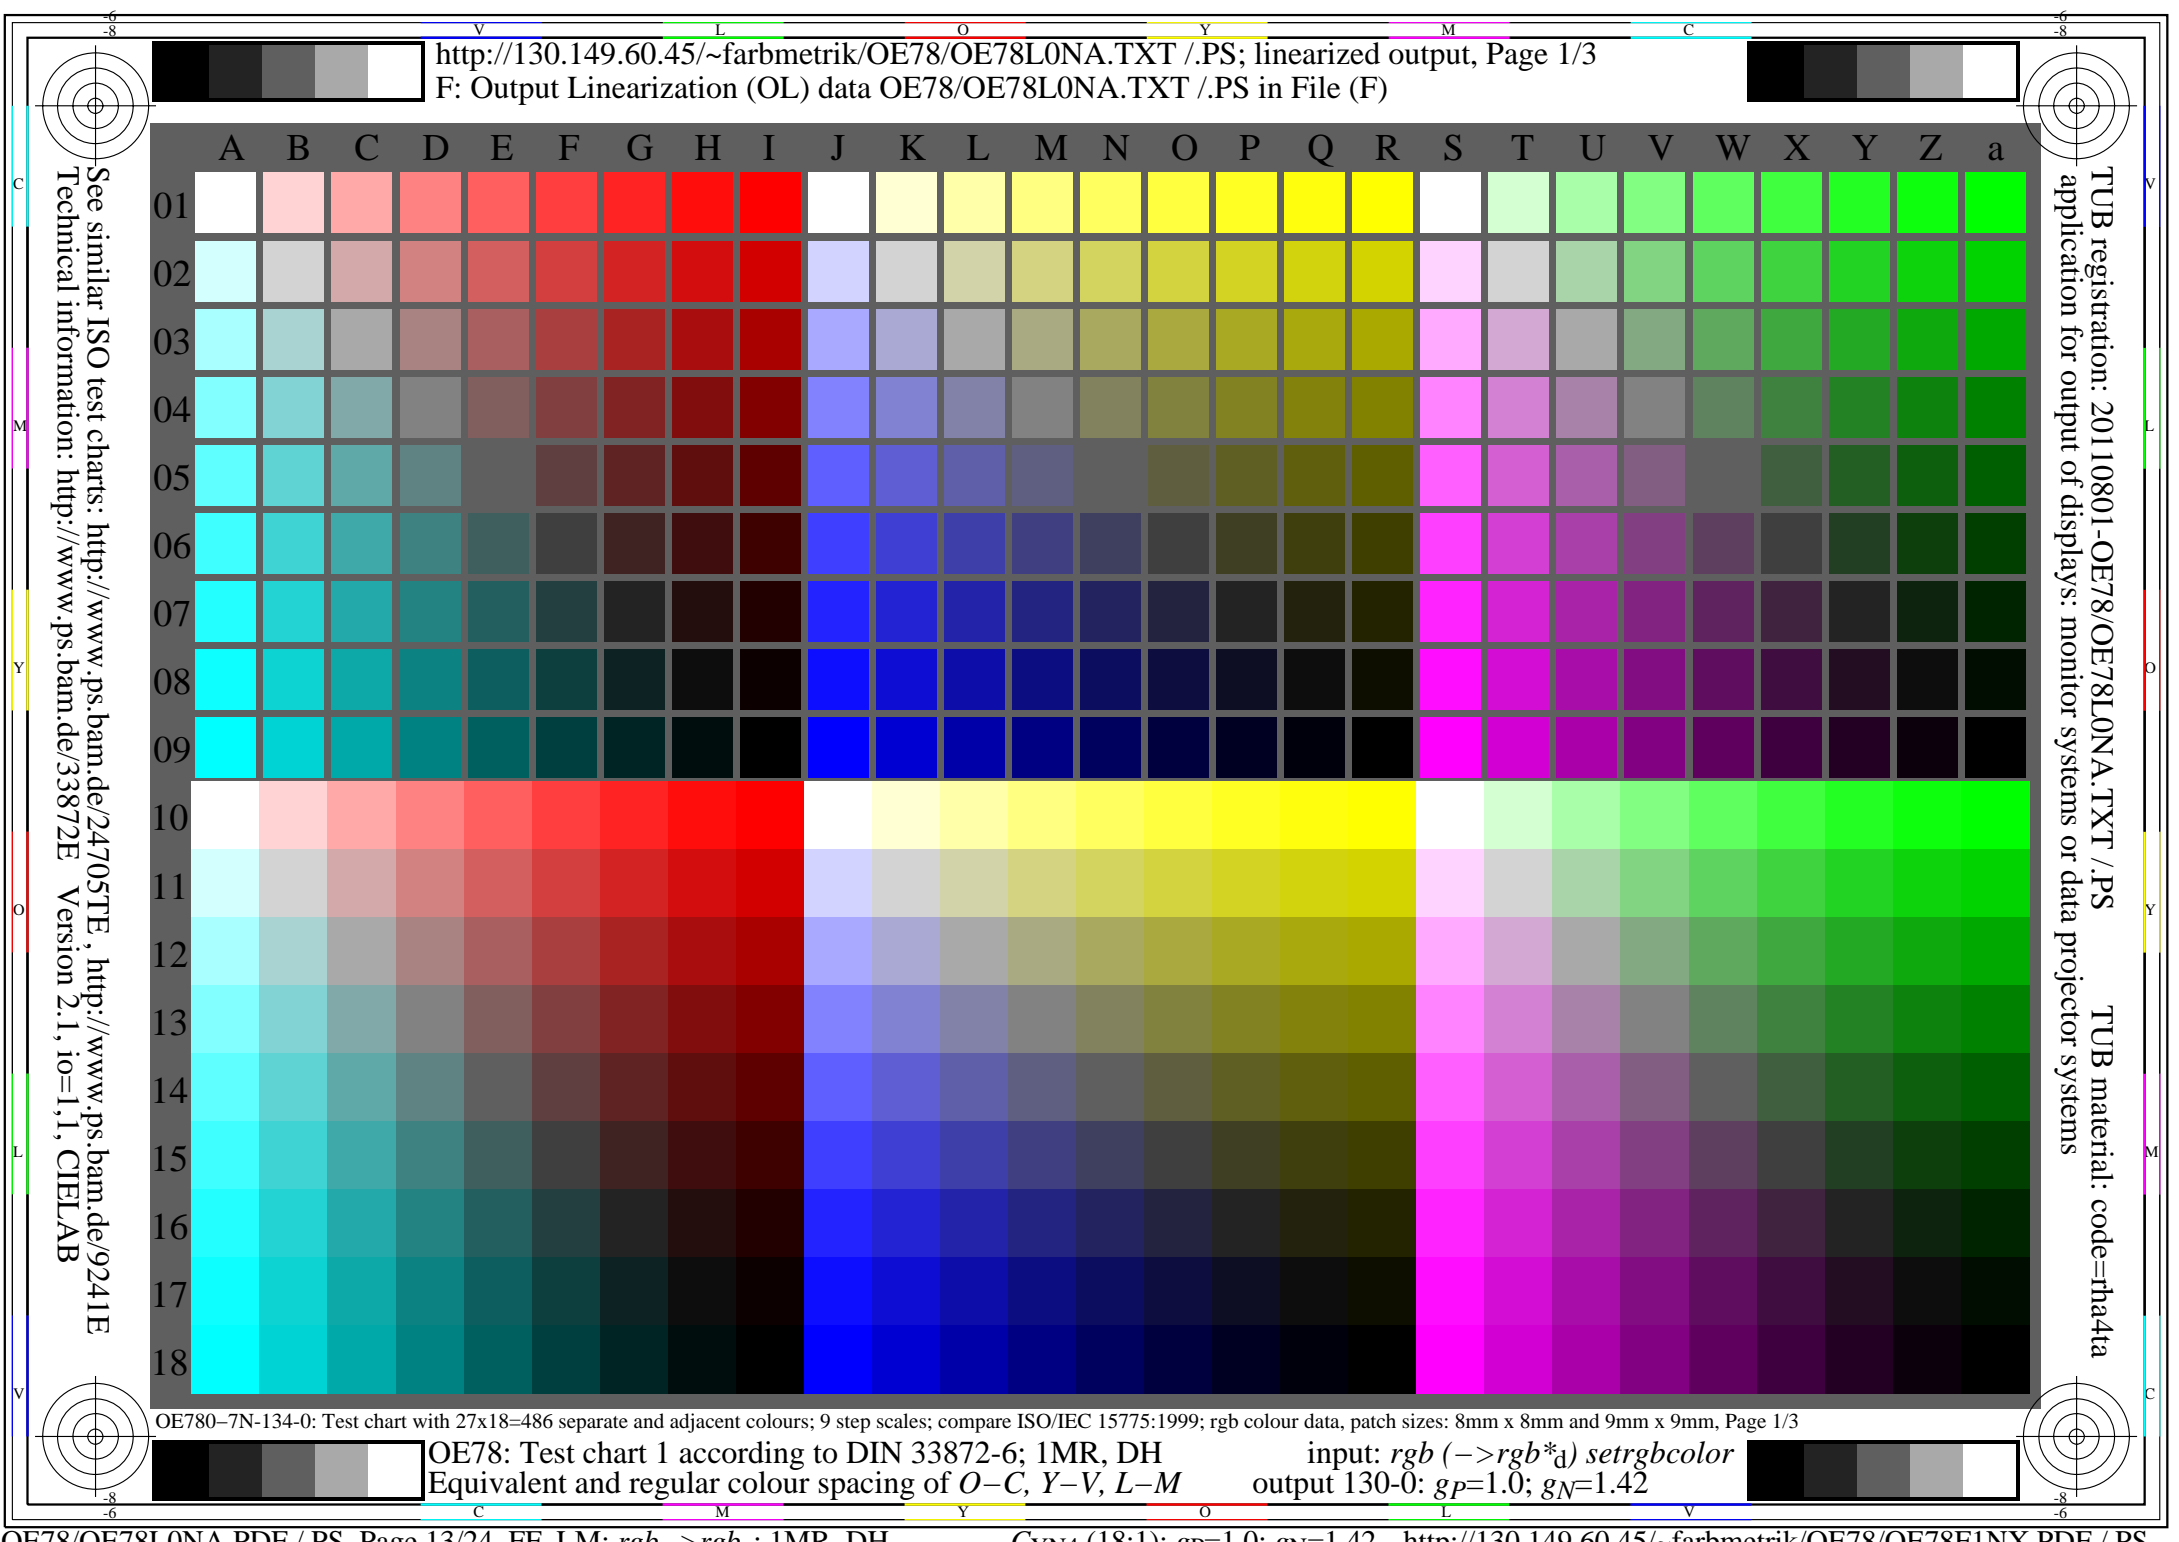 -6
-8
V L O Y M C
-6
-8
http://130.149.60.45/~farbmetrik/OE78/OE78L0NA.TXT /.PS; linearized output, Page 1/3
F: Output Linearization (OL) data OE78/OE78L0NA.TXT /.PS in File (F)
A B C D E F G H I J K L M N O P Q R S T U V W X Y Z a
01
02
03
04
05
06
07
08
09
10
11
12
13
14
15
16
17
18
C
M
Y
O
L
V
See similar ISO test charts: http://www.ps.bam.de/24705TE , http://www.ps.bam.de/9241E
Technical information: http://www.ps.bam.de/33872E Version 2.1, io=1,1, CIELAB
TUB registration: 20110801-OE78/OE78L0NA.TXT /.PS TUB material: code=rha4ta
application for output of displays: monitor systems or data projector systems
V
L
O
Y
M
C
OE780−7N-134-0: Test chart with 27x18=486 separate and adjacent colours; 9 step scales; compare ISO/IEC 15775:1999; rgb colour data, patch sizes: 8mm x 8mm and 9mm x 9mm, Page 1/3
OE78: Test chart 1 according to DIN 33872-6; 1MR, DH input: rgb (−>rgb*d) setrgbcolor
Equivalent and regular colour spacing of O−C, Y−V, L−M output 130-0: gP=1.0; gN=1.42
-8
-6
C M Y O L V
-8
-6